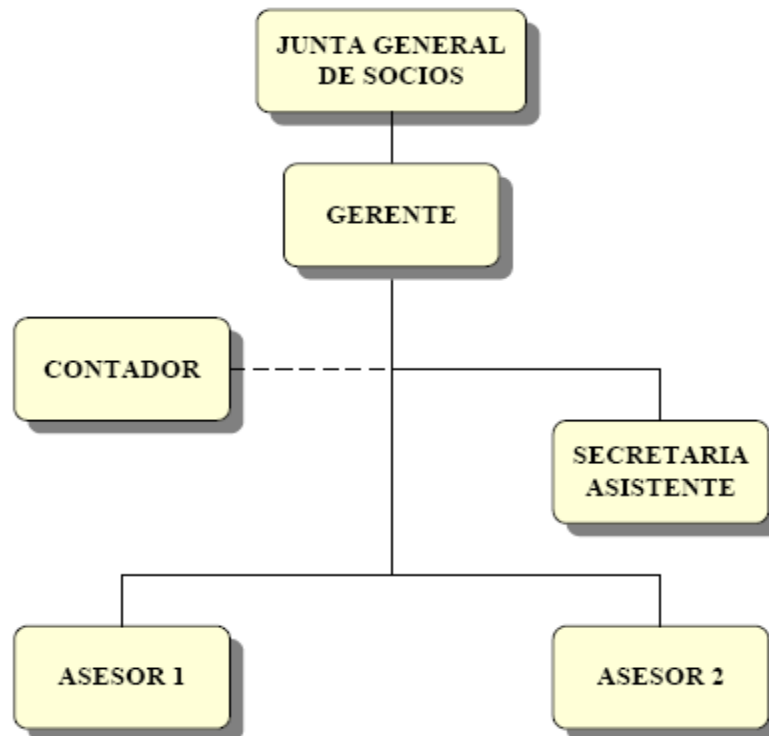 JUNTA GENERAL
DE SOCIOS
GERENTE
CONTADOR
SECRETARIA
ASISTENTE
ASESOR 1
ASESOR 2